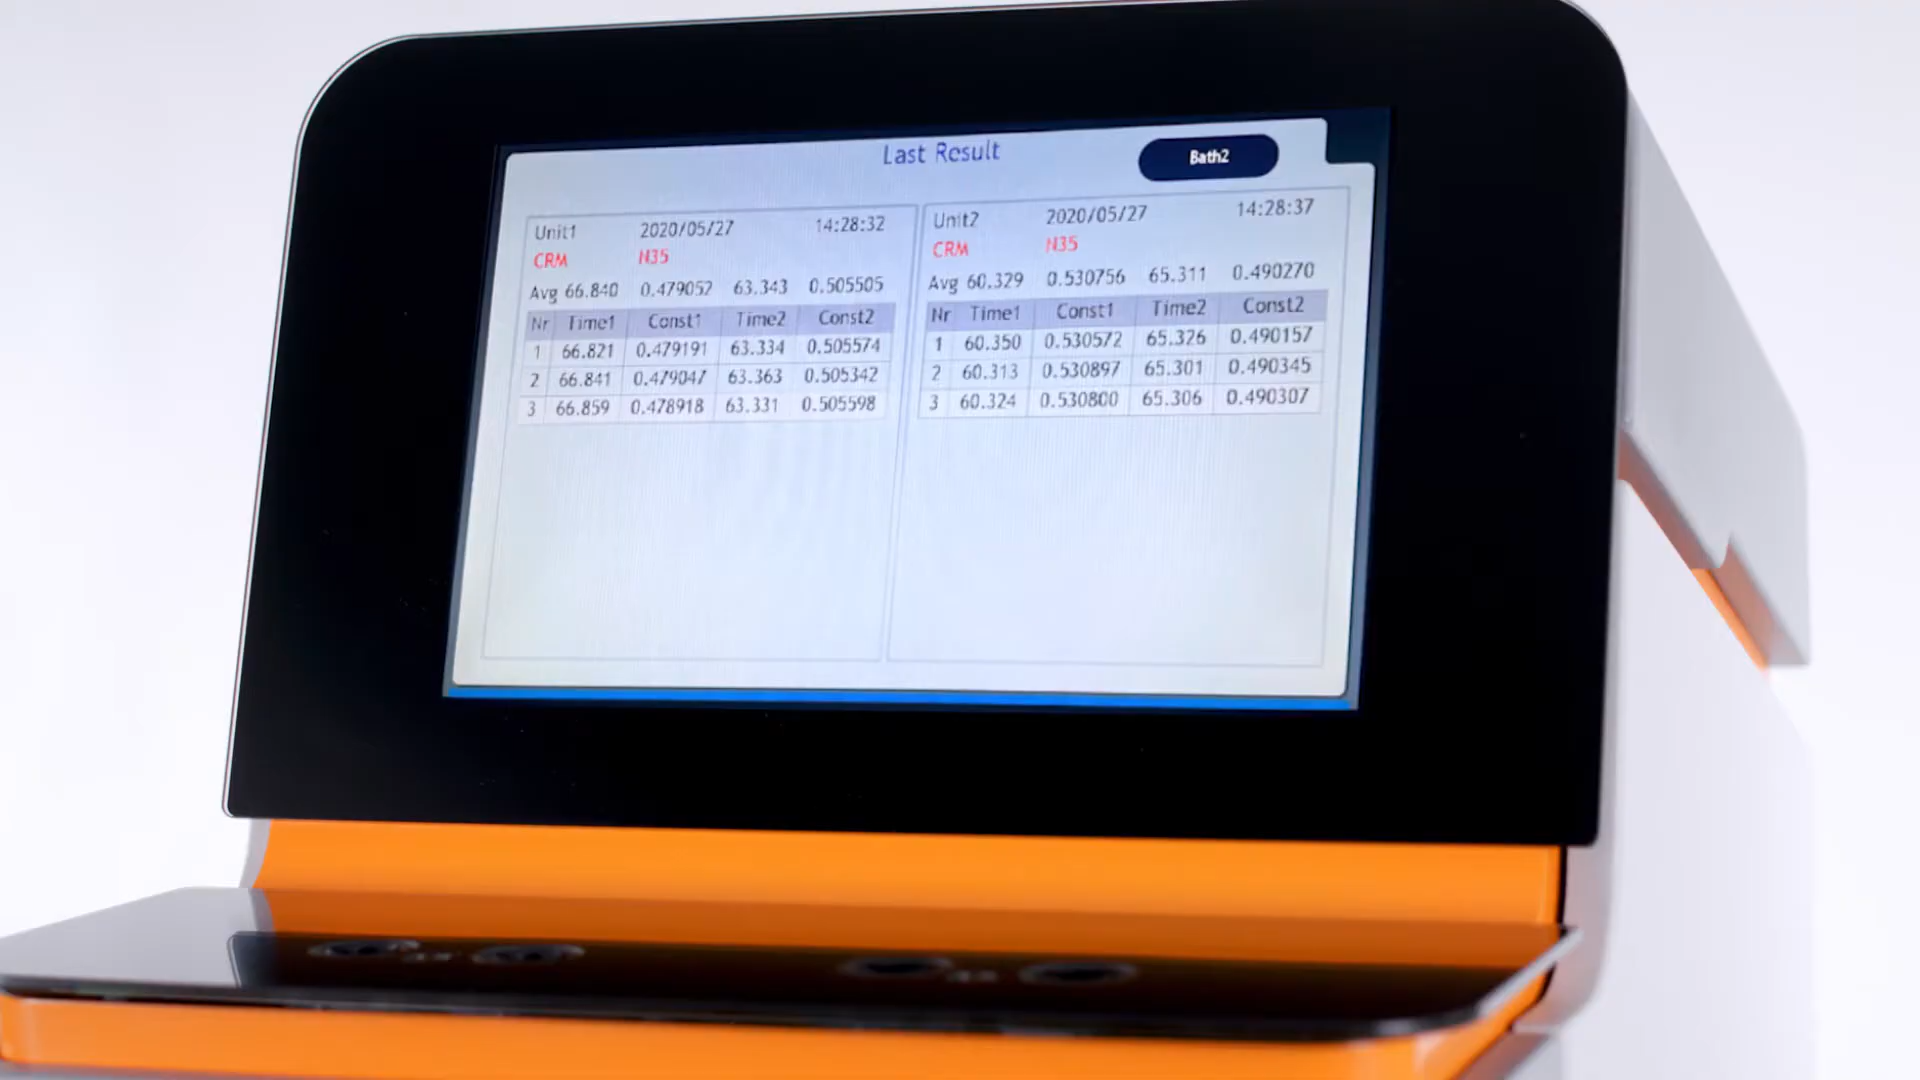 Last Result
Bath2
Unit1 2020/05/27 14:28:32
CRM N35
Avg 66.840 0.479052 63.343 0.505505
Nr Time1 Const1 Time2 Const2
1 66.821 0.479191 63.334 0.505574
2 66.841 0.479047 63.363 0.505342
3 66.859 0.478918 63.331 0.505598
Unit2 2020/05/27 14:28:37
CRM N35
Avg 60.329 0.530756 65.311 0.490270
Nr Time1 Const1 Time2 Const2
1 60.350 0.530572 65.326 0.490157
2 60.313 0.530897 65.301 0.490345
3 60.324 0.530800 65.306 0.490307